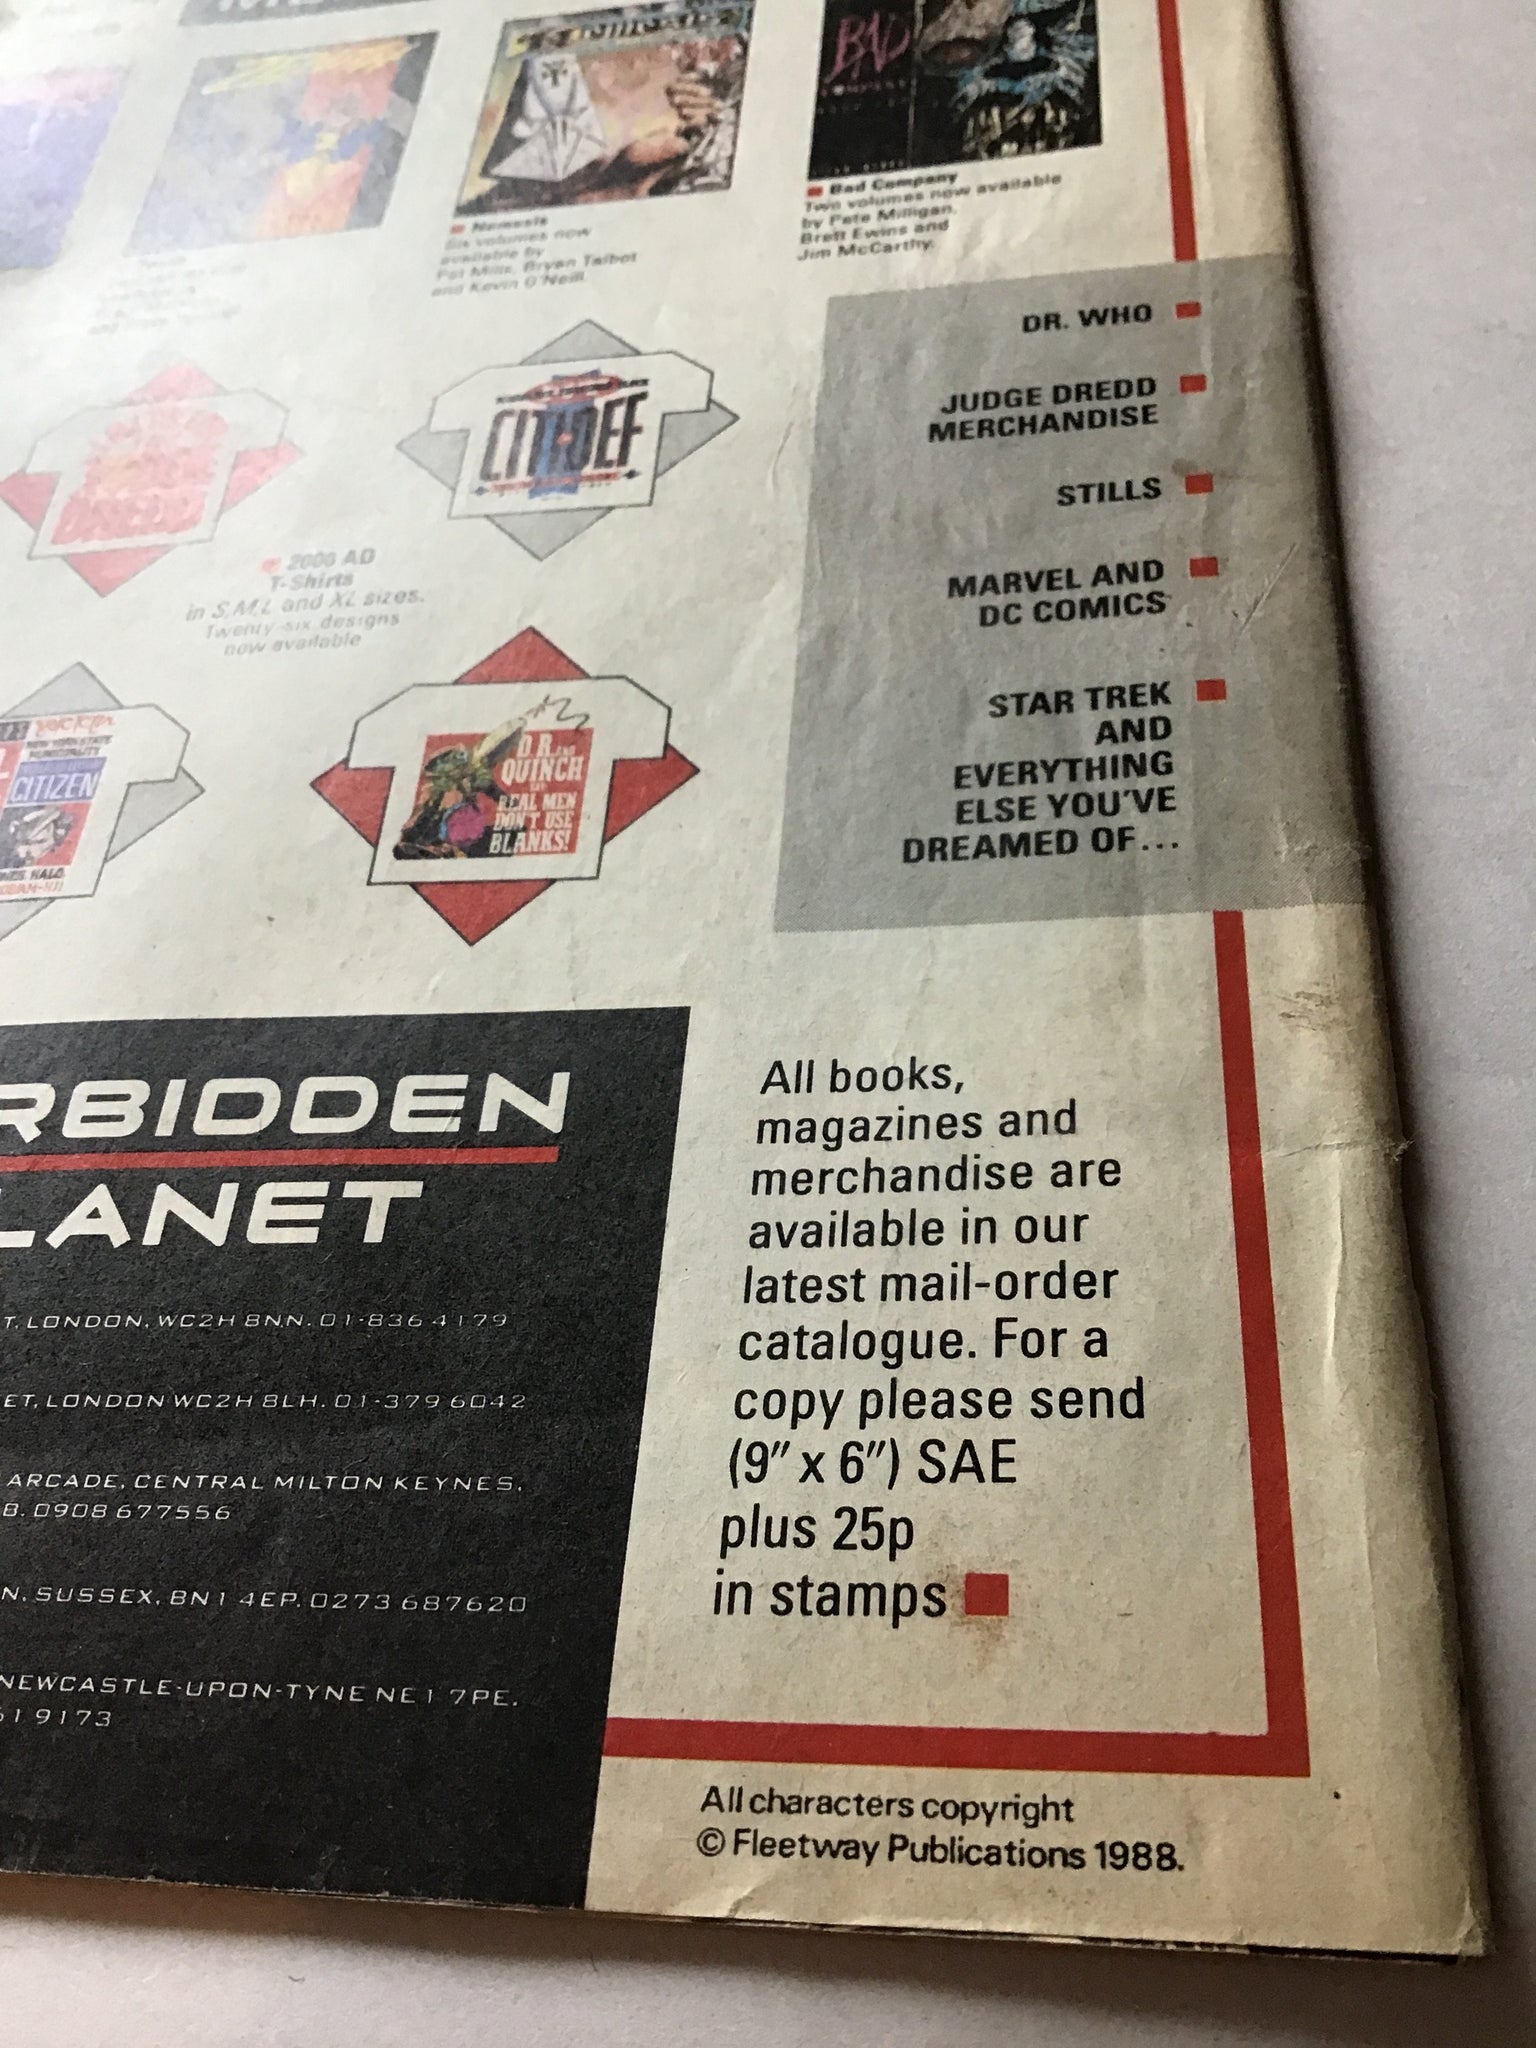 BAD
Nemesis
Six volumes now
available by
Pat Mills, Bryan Talbot
and Kevin O'Neill
Bad Company
Two volumes now available
by Pete Milligan,
Brett Ewins and
Jim McCarthy.
DR. WHO
JUDGE DREDD
MERCHANDISE
STILLS
MARVEL AND
DC COMICS
STAR TREK
AND
EVERYTHING
ELSE YOU'VE
DREAMED OF...
CITI-DEF
2000 AD
T-Shirts
in S,M,L and XL sizes.
Twenty-six designs
now available
CITIZEN
D.R. AND
QUINCH
REAL MEN
DON'T USE
BLANKS!
RBIDDEN
LANET
T, LONDON, WC2H 8NN. 01-836 4179
ET, LONDON WC2H 8LH. 01-379 6042
ARCADE, CENTRAL MILTON KEYNES,
B. 0908 677556
N, SUSSEX, BN1 4EP. 0273 687620
NEWCASTLE-UPON-TYNE NE1 7PE.
61 9173
All books,
magazines and
merchandise are
available in our
latest mail-order
catalogue. For a
copy please send
(9" x 6") SAE
plus 25p
in stamps
All characters copyright
© Fleetway Publications 1988.